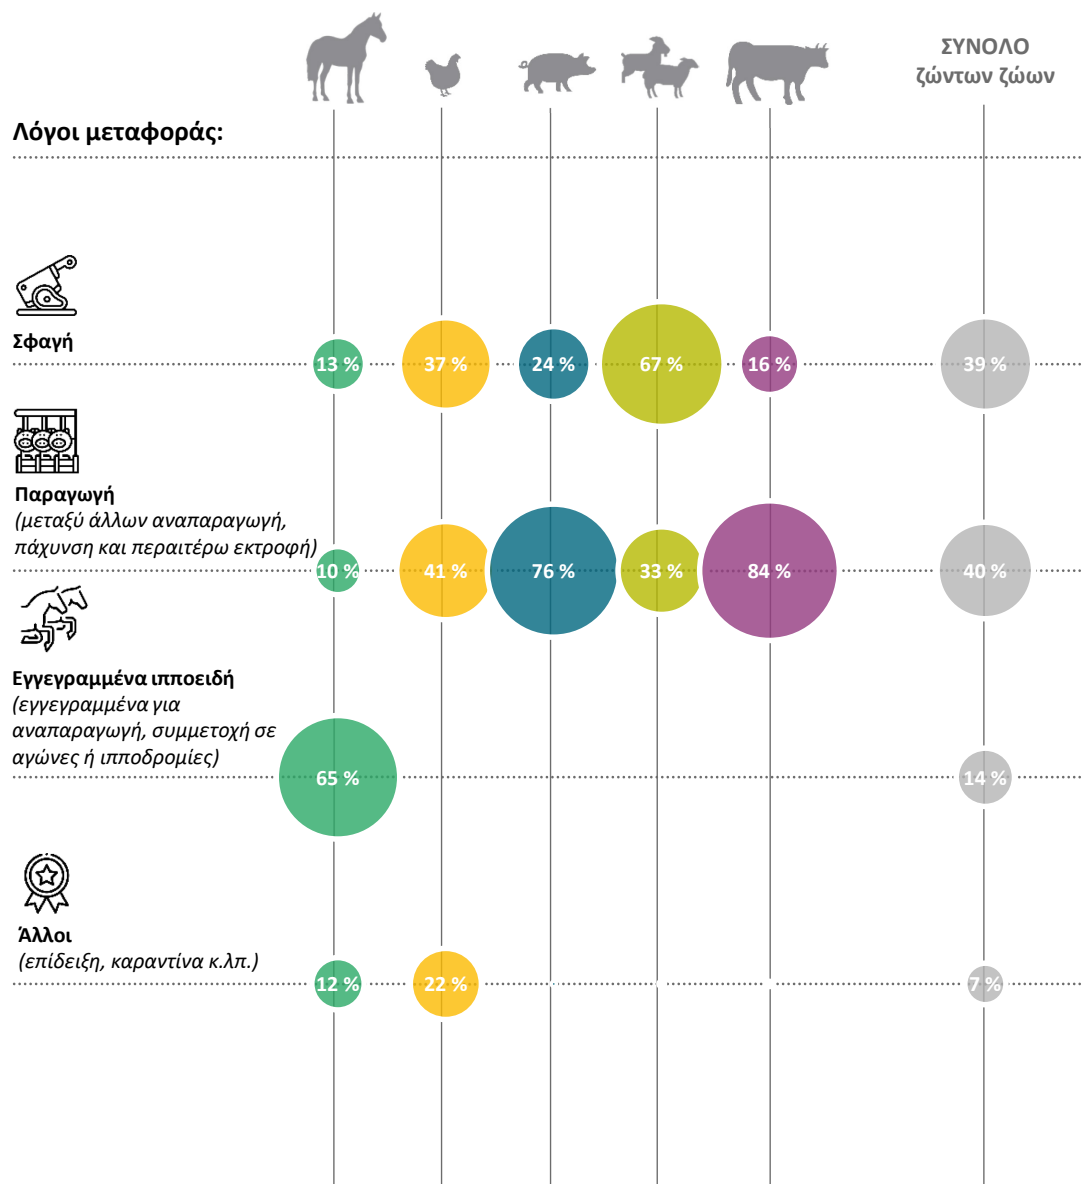 ΣΥΝΟΛΟ
ζώντων ζώων
Λόγοι μεταφοράς:
Σφαγή
13 % 37 % 24 % 67 % 16 % 39 %
Παραγωγή
(μεταξύ άλλων αναπαραγωγή,
πάχυνση και περαιτέρω εκτροφή)
10 % 41 % 76 % 33 % 84 % 40 %
Εγγεγραμμένα ιπποειδή
(εγγεγραμμένα για
αναπαραγωγή, συμμετοχή σε
αγώνες ή ιπποδρομίες)
65 % 14 %
Άλλοι
(επίδειξη, καραντίνα κ.λπ.)
12 % 22 % 7 %